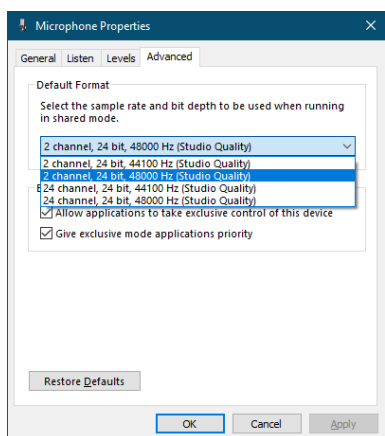 Microphone Properties
General Listen Levels Advanced
Default Format
Select the sample rate and bit depth to be used when running
in shared mode.
2 channel, 24 bit, 48000 Hz (Studio Quality)
2 channel, 24 bit, 44100 Hz (Studio Quality)
2 channel, 24 bit, 48000 Hz (Studio Quality)
24 channel, 24 bit, 44100 Hz (Studio Quality)
24 channel, 24 bit, 48000 Hz (Studio Quality)
Allow applications to take exclusive control of this device
Give exclusive mode applications priority
Restore Defaults
OK Cancel Apply